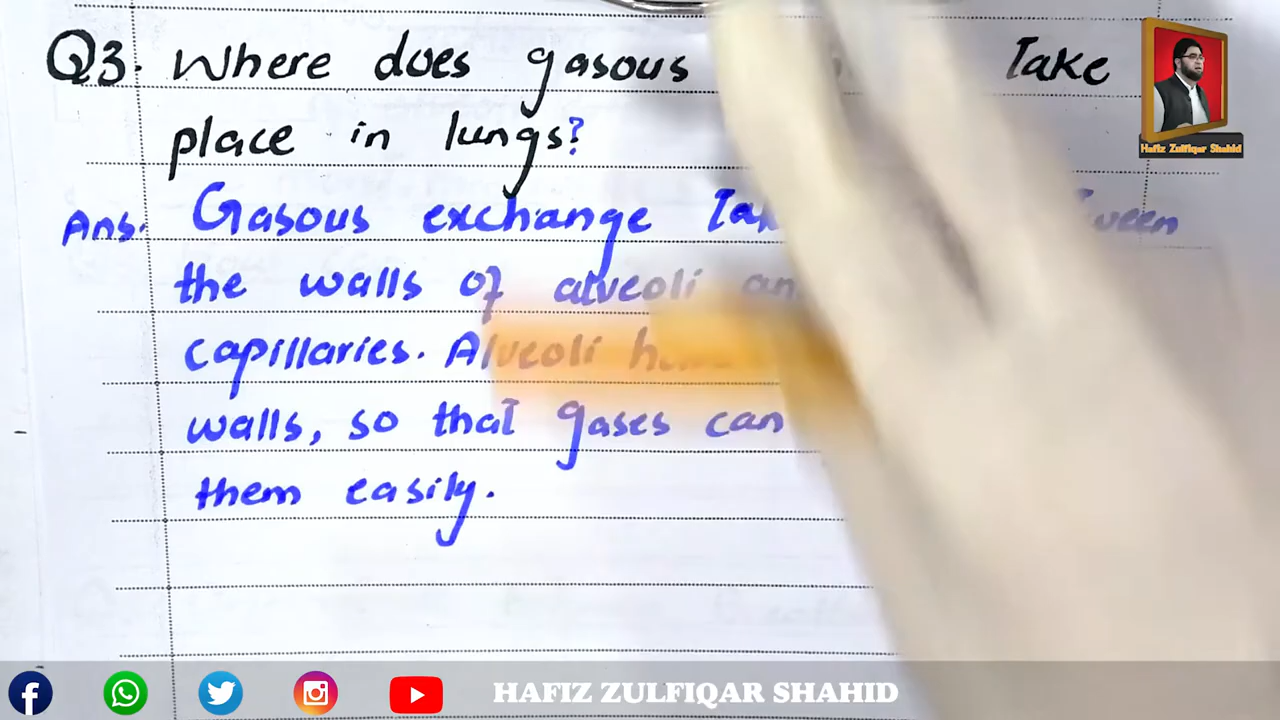 Q3. Where does gasous Take
place in lungs?
Ans. Gasous exchange
the walls of alveoli
capillaries. Alveoli
walls, so that gases can
them easily.
Hafiz Zulfiqar Shahid
HAFIZ ZULFIQAR SHAHID